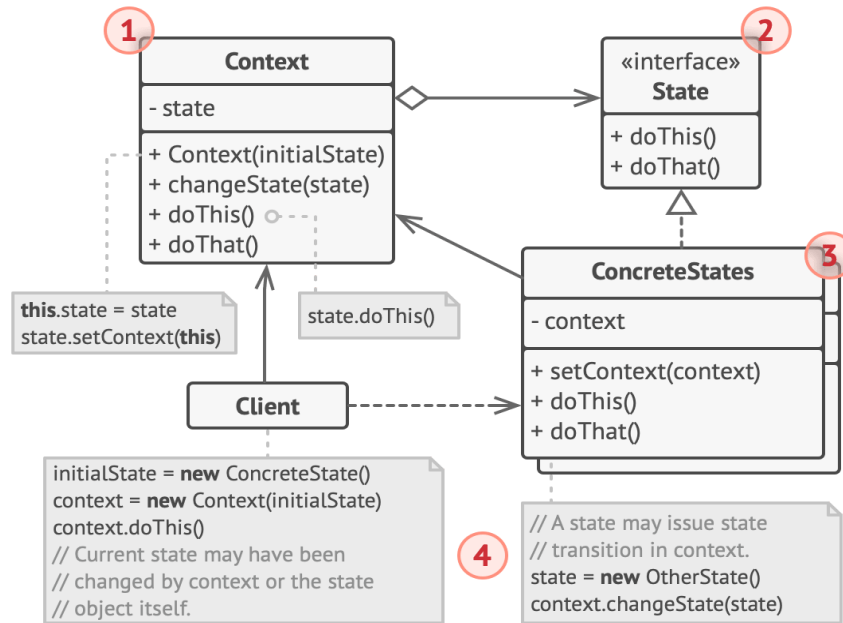 1
Context
- state
+ Context(initialState)
+ changeState(state)
+ doThis()
+ doThat()
2
«interface»
State
+ doThis()
+ doThat()
3
ConcreteStates
- context
+ setContext(context)
+ doThis()
+ doThat()
this.state = state
state.setContext(this)
state.doThis()
Client
initialState = new ConcreteState()
context = new Context(initialState)
context.doThis()
// Current state may have been
// changed by context or the state
// object itself.
4
// A state may issue state
// transition in context.
state = new OtherState()
context.changeState(state)